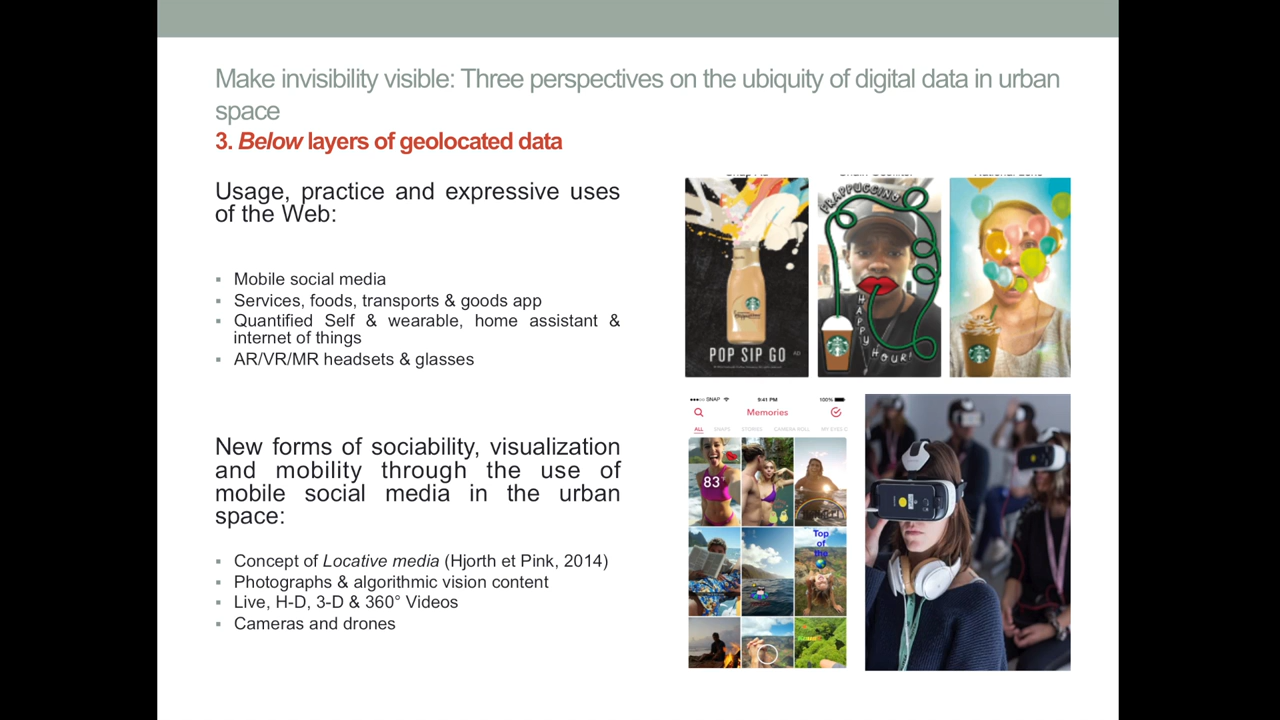 Make invisibility visible: Three perspectives on the ubiquity of digital data in urban
space
3. Below layers of geolocated data
Usage, practice and expressive uses
of the Web:
▪ Mobile social media
▪ Services, foods, transports & goods app
▪ Quantified Self & wearable, home assistant &
internet of things
▪ AR/VR/MR headsets & glasses
New forms of sociability, visualization
and mobility through the use of
mobile social media in the urban
space:
▪ Concept of Locative media (Hjorth et Pink, 2014)
▪ Photographs & algorithmic vision content
▪ Live, H-D, 3-D & 360° Videos
▪ Cameras and drones
POP SIP GO
FRAPPUCCINO
HAPPY HOUR!
SNAP 9:41 PM 100%
Memories
ALL SNAPS STORIES CAMERA ROLL MY EYES
83°
Top
of
the